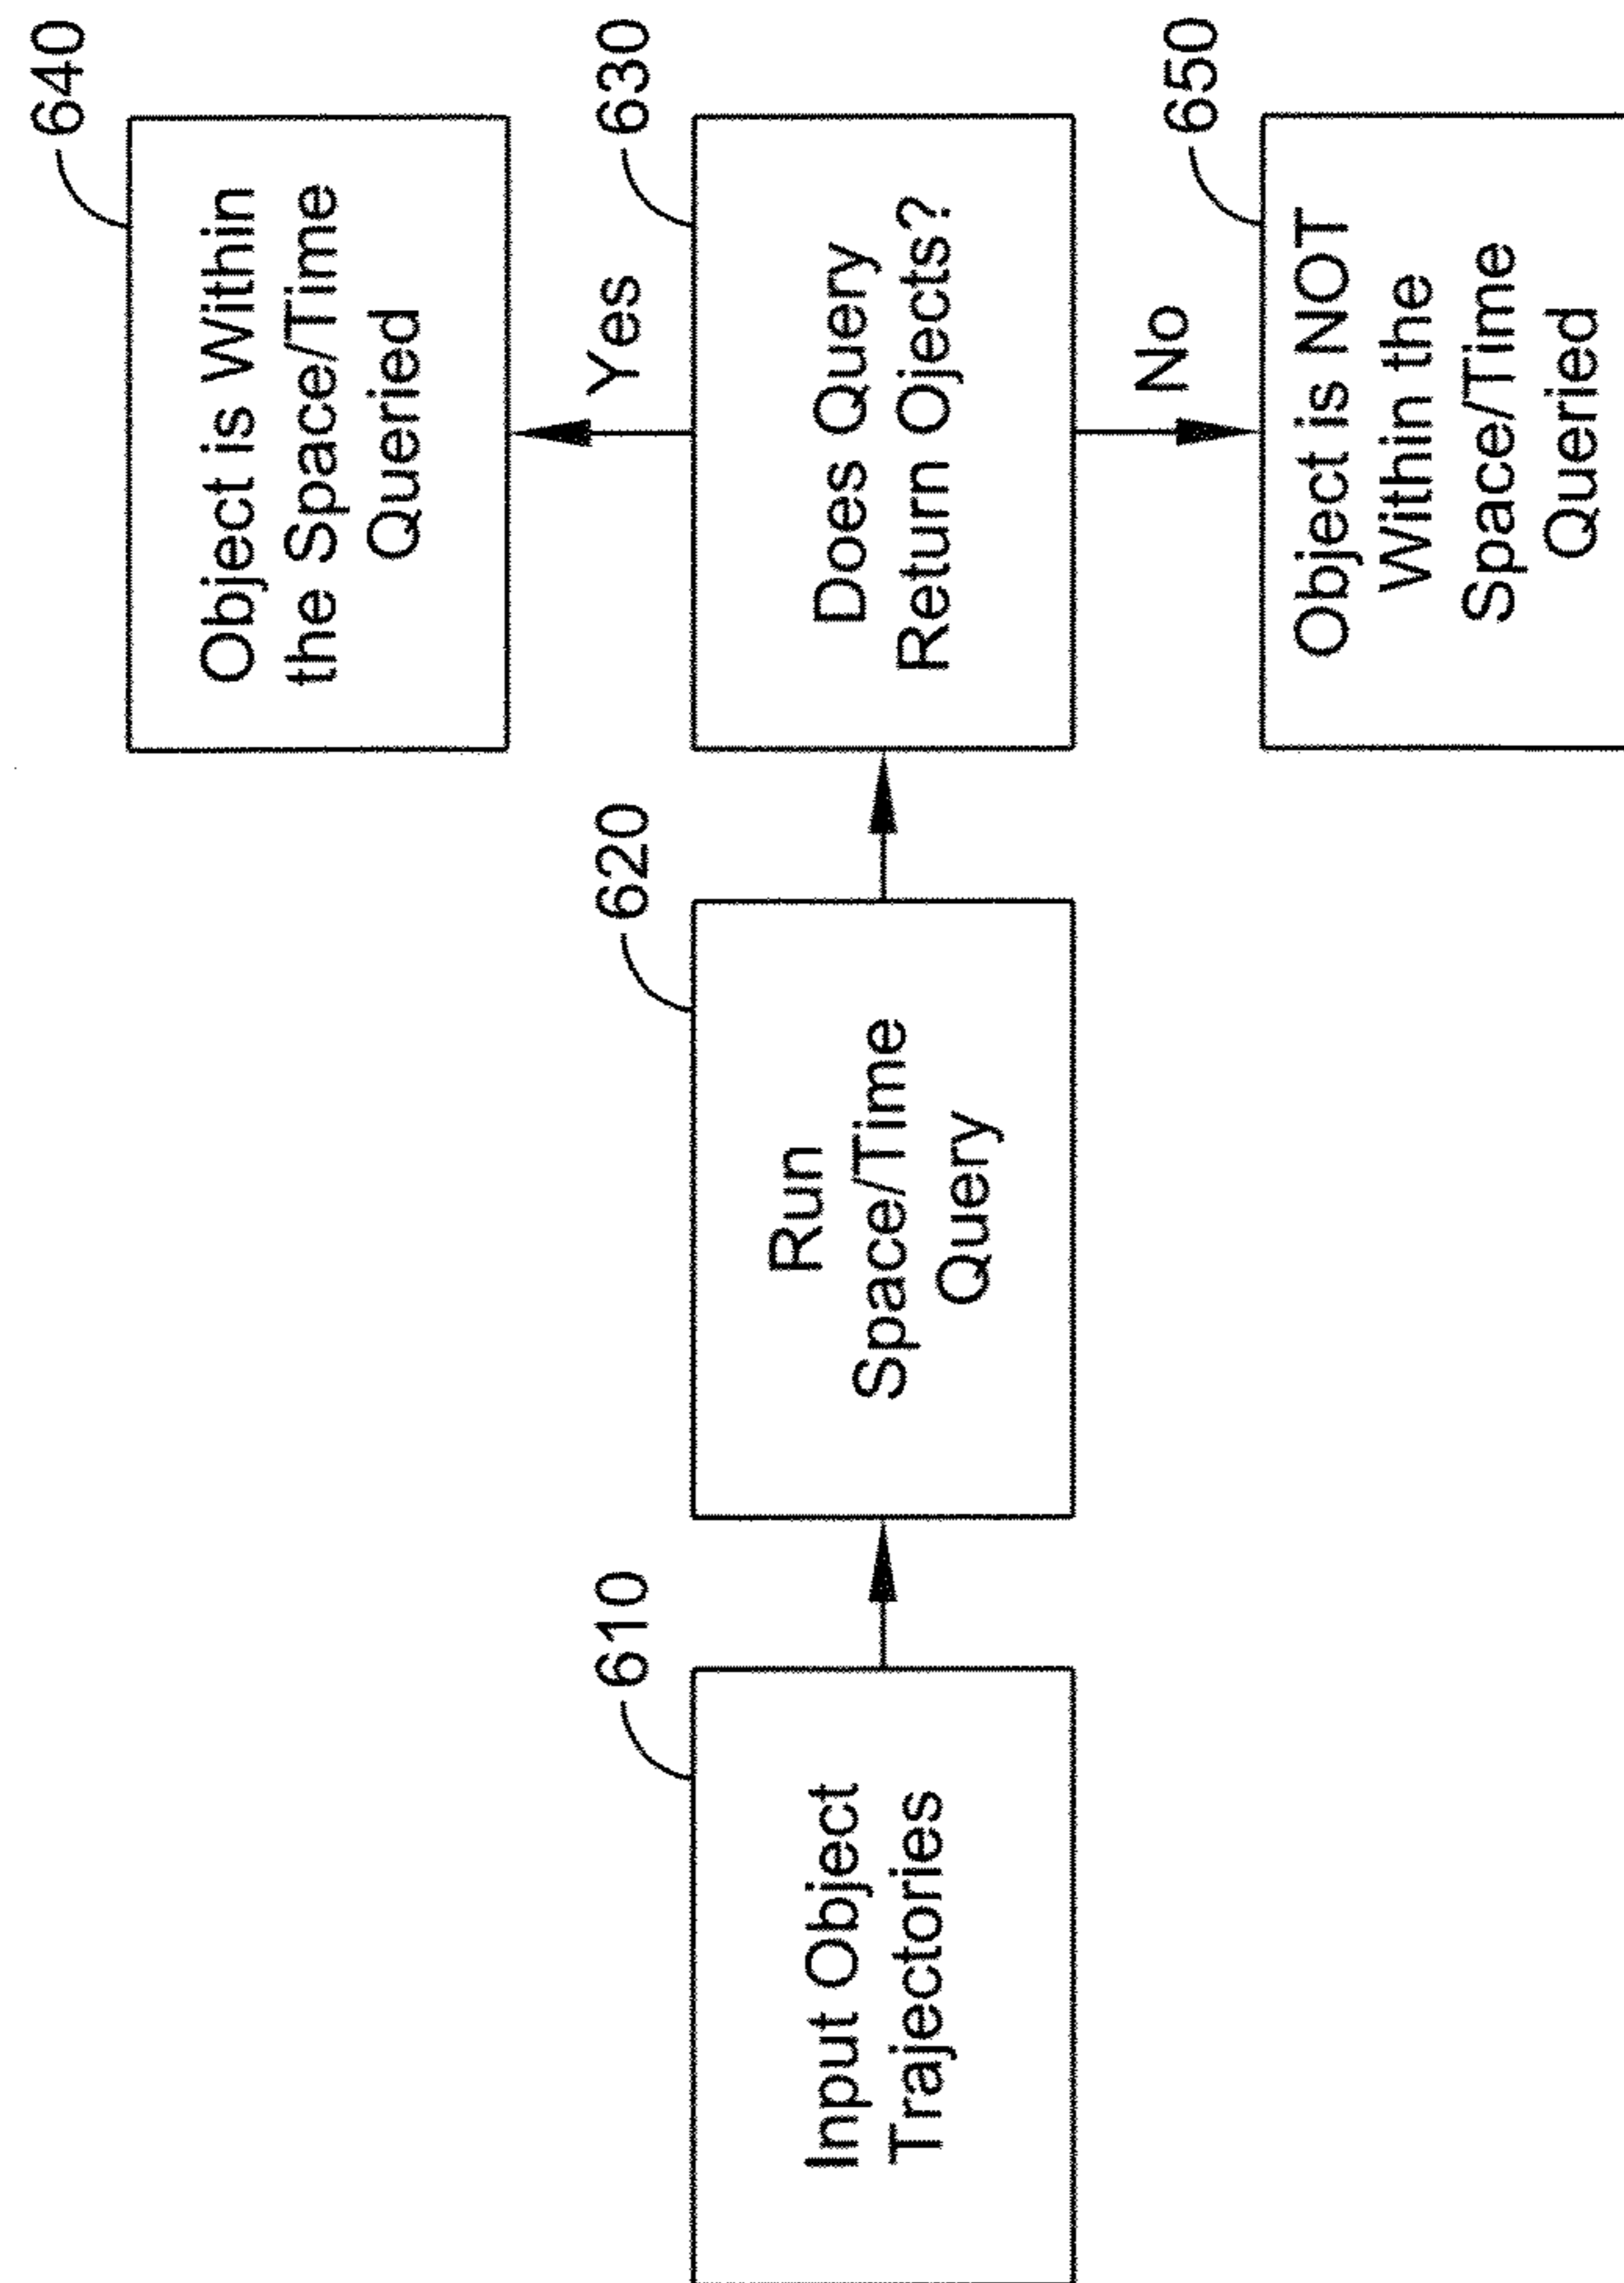 610
Input Object
Trajectories
620
Run
Space/Time
Query
630
Does Query
Return Ojects?
Yes
640
Object is Within
the Space/Time
Queried
No
650
Object is NOT
Within the
Space/Time
Queried